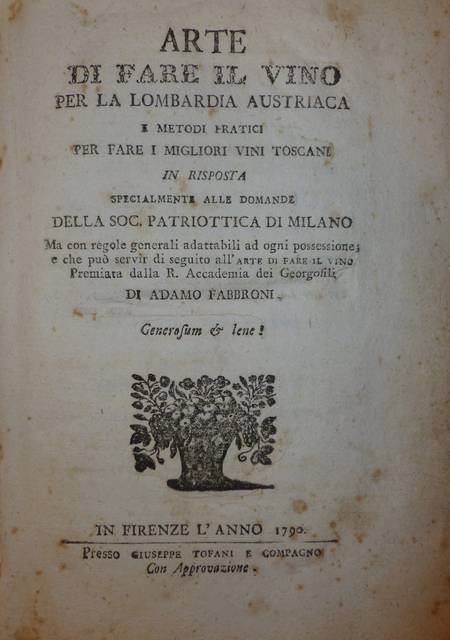 ARTE
DI FARE IL VINO
PER LA LOMBARDIA AUSTRIACA
E METODI PRATICI
PER FARE I MIGLIORI VINI TOSCANI
IN RISPOSTA
SPECIALMENTE ALLE DOMANDE
DELLA SOC. PATRIOTTICA DI MILANO
Ma con regole generali adattabili ad ogni possessione;
e che può servir di seguito all'ARTE DI FARE IL VINO
Premiata dalla R. Accademia dei Georgofili
DI ADAMO FABBRONI.
Generosum & lene!
IN FIRENZE L'ANNO 1790.
Presso GIUSEPPE TOFANI E COMPAGNO
Con Approvazione.